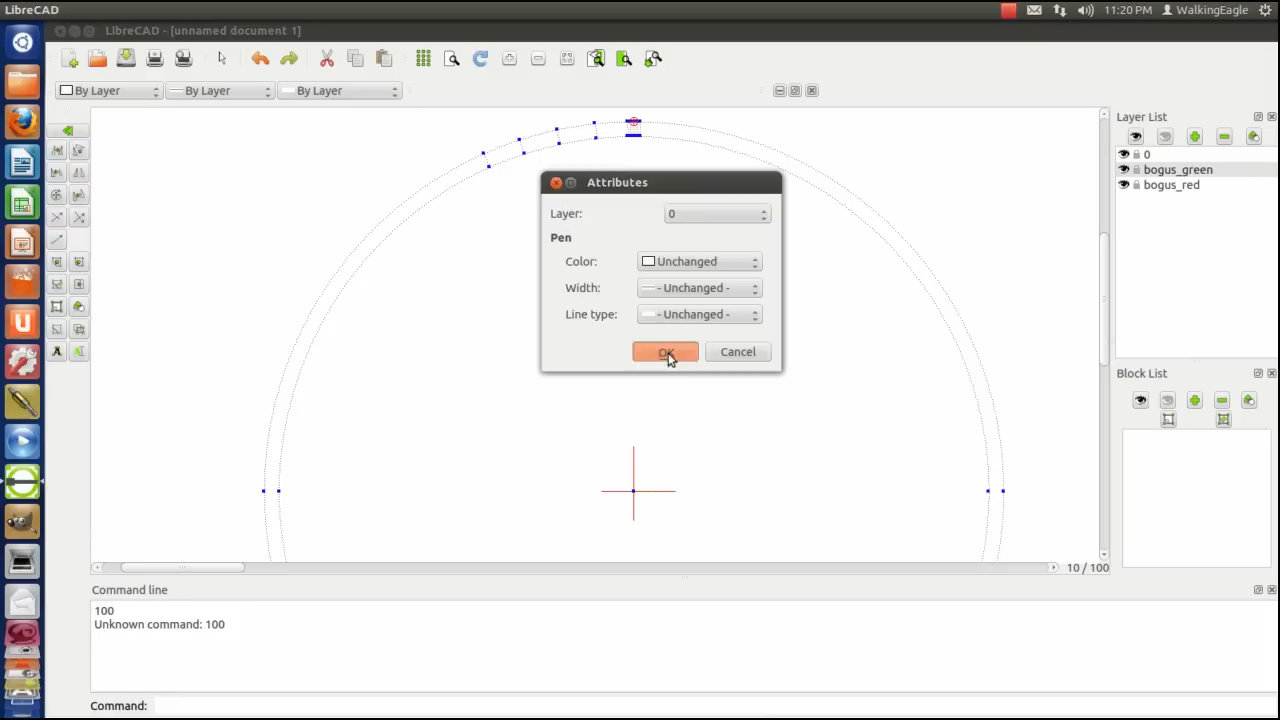 LibreCAD
11:20 PM
WalkingEagle
LibreCAD - [unnamed document 1]
By Layer
By Layer
By Layer
Layer List
0
bogus_green
bogus_red
Attributes
Layer:
0
Pen
Color:
Unchanged
Width:
- Unchanged -
Line type:
- Unchanged -
OK
Cancel
Block List
10 / 100
Command line
100
Unknown command: 100
Command: